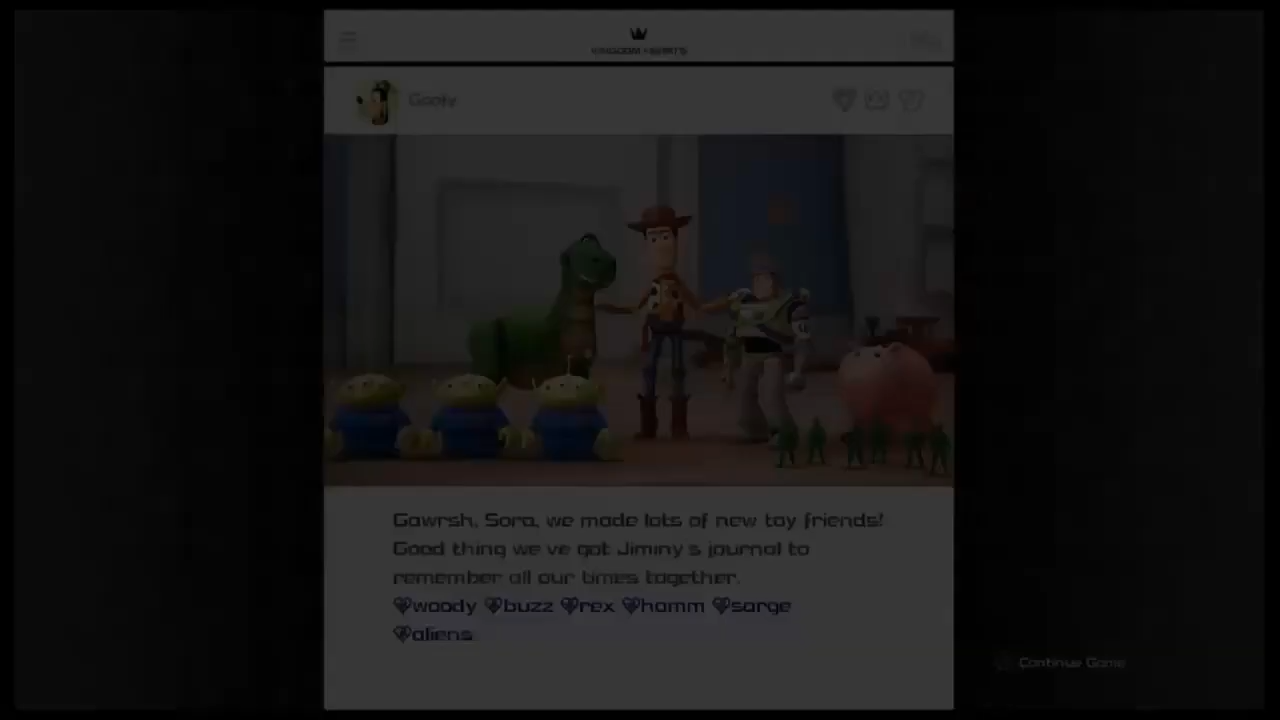 KINGDOM HEARTS
Goofy
Gawrsh, Sora, we made lots of new toy friends!
Good thing we've got Jiminy's journal to
remember all our times together.
woody buzz rex hamm sarge
aliens
Continue Game